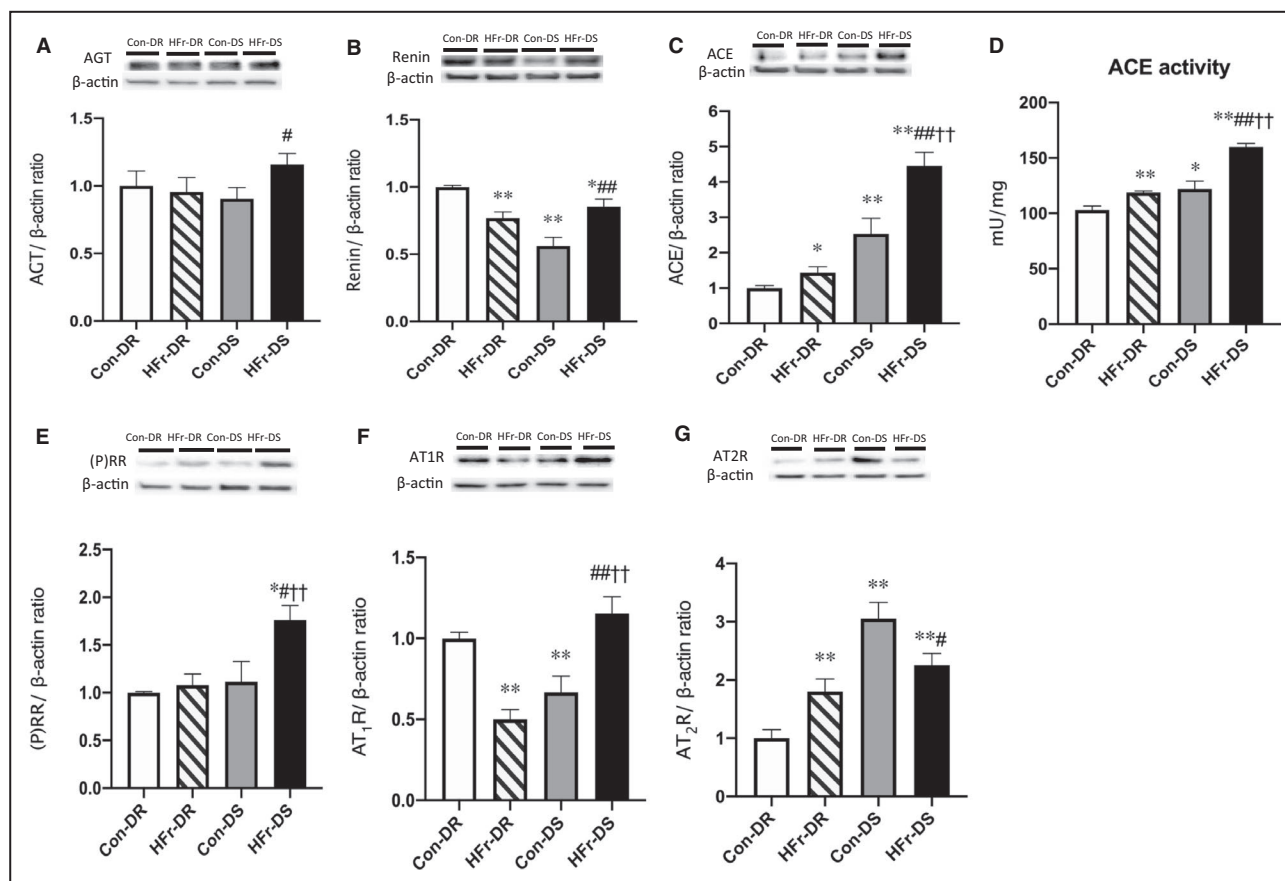 A
Con-DR HFr-DR Con-DS HFr-DS
AGT
β-actin
AGT/ β-actin ratio
1.5
1.0
0.5
0.0
#
Con-DR HFr-DR Con-DS HFr-DS
B
Con-DR HFr-DR Con-DS HFr-DS
Renin
β-actin
Renin/ β-actin ratio
1.5
1.0
0.5
0.0
** ** *##
Con-DR HFr-DR Con-DS HFr-DS
C
Con-DR HFr-DR Con-DS HFr-DS
ACE
β-actin
ACE/ β-actin ratio
6
5
4
3
2
1
0
* ** **##††
Con-DR HFr-DR Con-DS HFr-DS
D
ACE activity
mU/mg
200
150
100
50
0
** * **##††
Con-DR HFr-DR Con-DS HFr-DS
E
Con-DR HFr-DR Con-DS HFr-DS
(P)RR
β-actin
(P)RR/ β-actin ratio
2.5
2.0
1.5
1.0
0.5
0.0
*#††
Con-DR HFr-DR Con-DS HFr-DS
F
Con-DR HFr-DR Con-DS HFr-DS
AT1R
β-actin
AT₁R/ β-actin ratio
1.5
1.0
0.5
0.0
** ** ##††
Con-DR HFr-DR Con-DS HFr-DS
G
Con-DR HFr-DR Con-DS HFr-DS
AT2R
β-actin
AT₂R/ β-actin ratio
4
3
2
1
0
** ** **#
Con-DR HFr-DR Con-DS HFr-DS